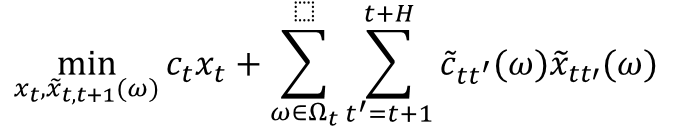 $$\min_{x_t, \tilde{x}_{t,t+1}(\omega)} c_t x_t + \sum_{\omega \in \Omega_t}^{⬚} \sum_{t'=t+1}^{t+H} \tilde{c}_{tt'}(\omega) \tilde{x}_{tt'}(\omega)$$